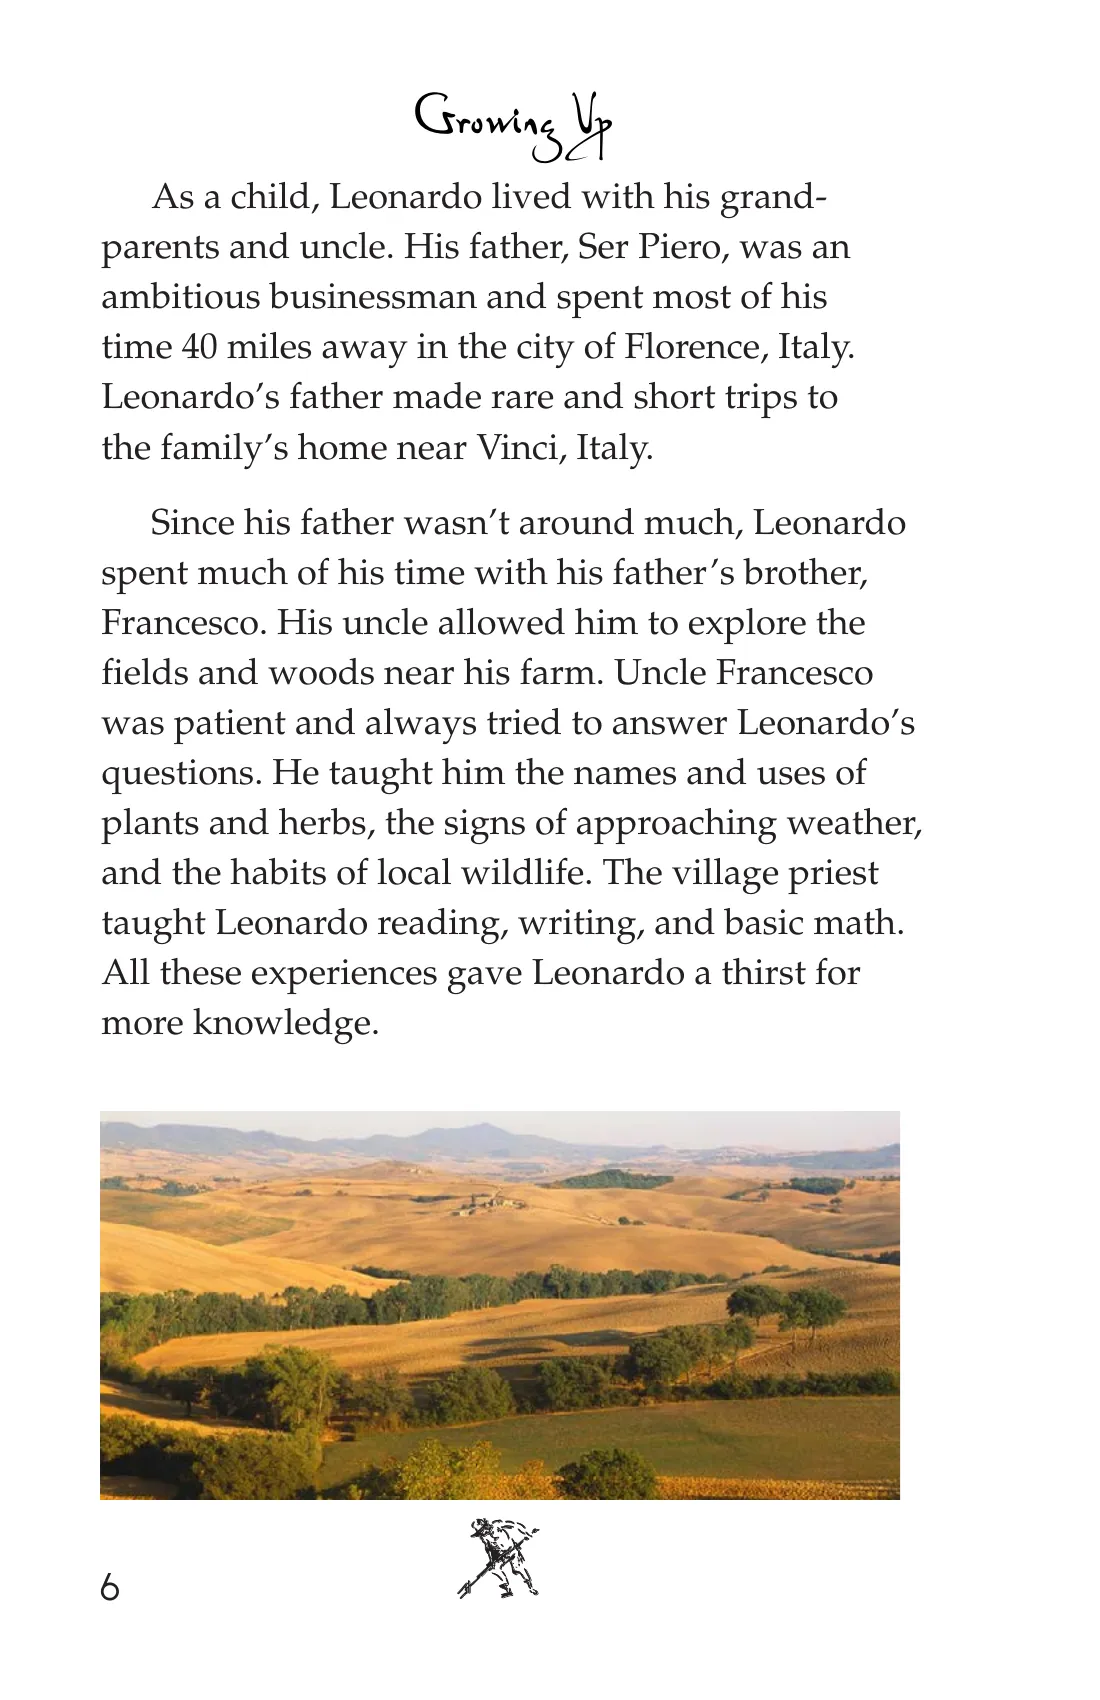 Growing Up
As a child, Leonardo lived with his grand-
parents and uncle. His father, Ser Piero, was an
ambitious businessman and spent most of his
time 40 miles away in the city of Florence, Italy.
Leonardo’s father made rare and short trips to
the family’s home near Vinci, Italy.
Since his father wasn’t around much, Leonardo
spent much of his time with his father’s brother,
Francesco. His uncle allowed him to explore the
fields and woods near his farm. Uncle Francesco
was patient and always tried to answer Leonardo’s
questions. He taught him the names and uses of
plants and herbs, the signs of approaching weather,
and the habits of local wildlife. The village priest
taught Leonardo reading, writing, and basic math.
All these experiences gave Leonardo a thirst for
more knowledge.
6